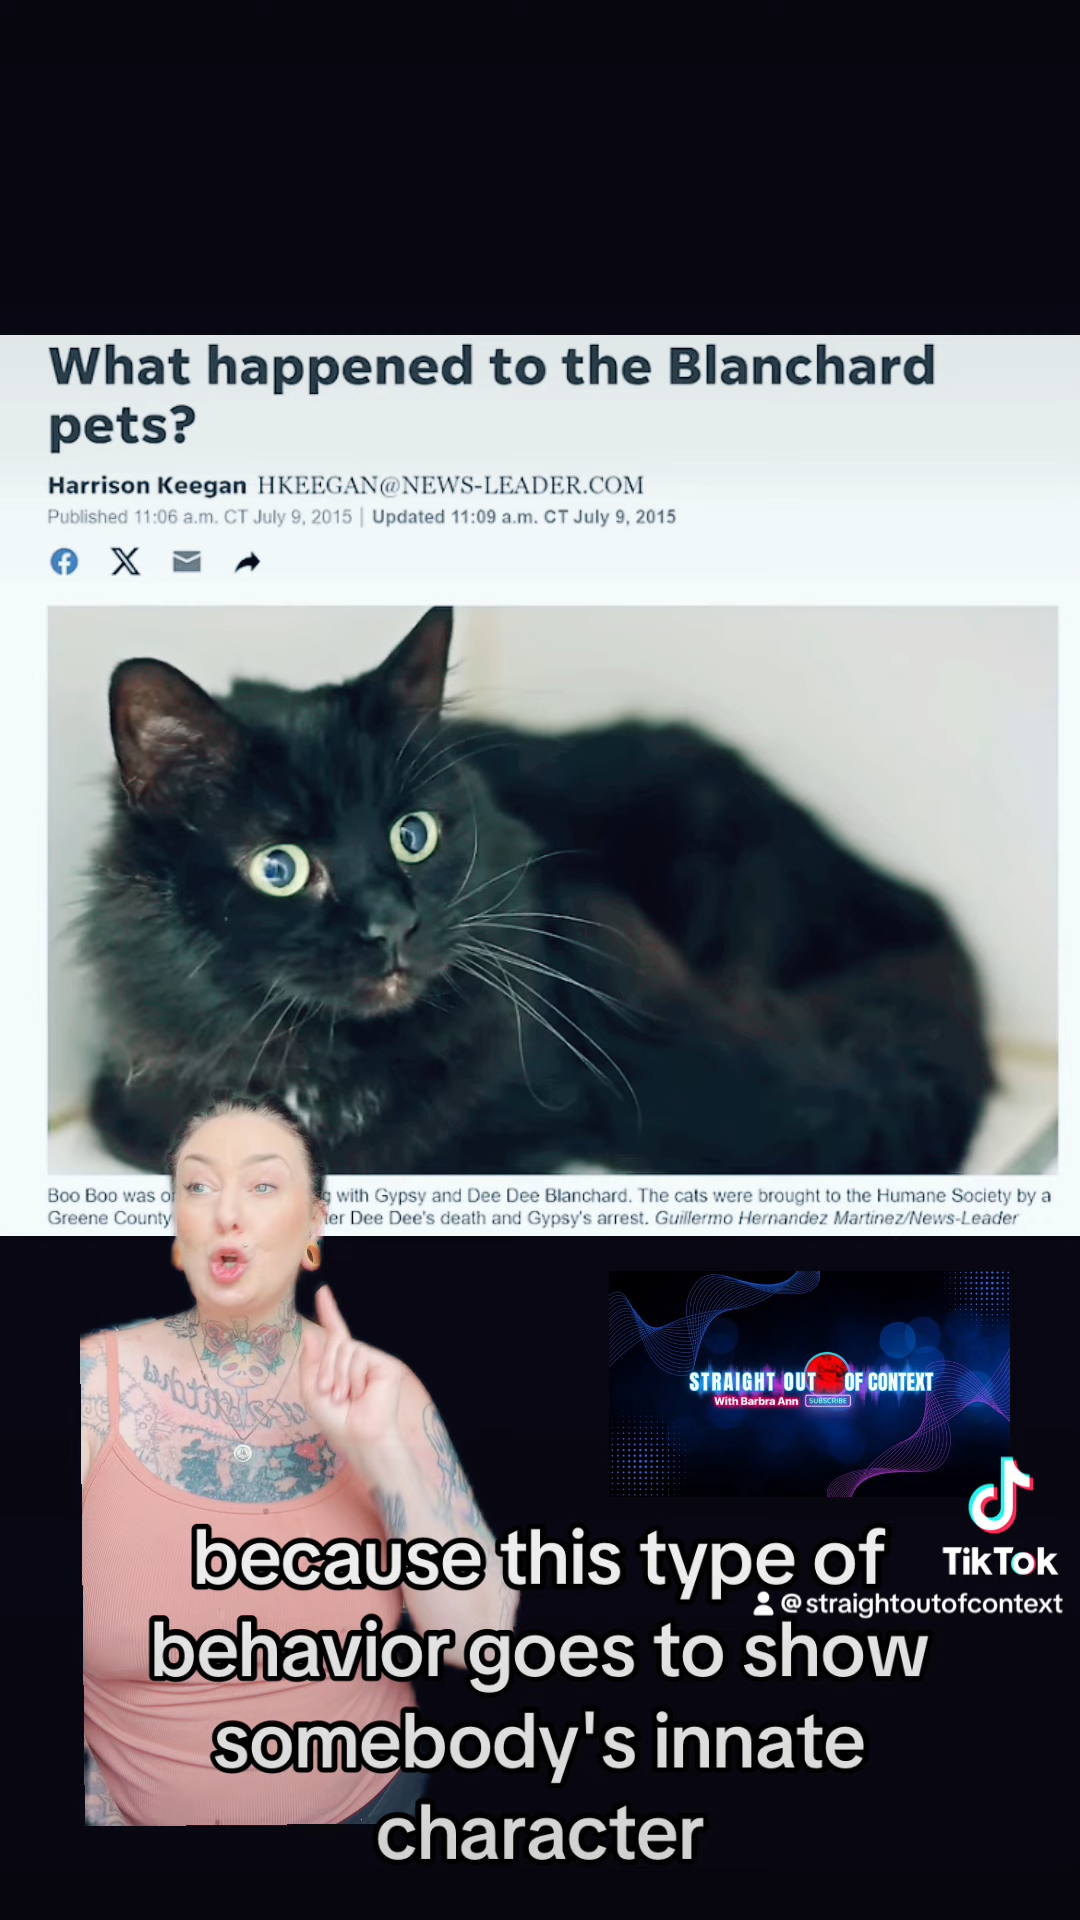 What happened to the Blanchard
pets?
Harrison Keegan HKEEGAN@NEWS-LEADER.COM
Published 11:06 a.m. CT July 9, 2015 | Updated 11:09 a.m. CT July 9, 2015
Boo Boo was with Gypsy and Dee Dee Blanchard. The cats were brought to the Humane Society by a
Greene County Dee Dee's death and Gypsy's arrest. Guillermo Hernandez Martinez/News-Leader
STRAIGHT OUT OF CONTEXT
With Barbra Ann SUBSCRIBE
TikTok
@straightoutofcontext
because this type of
behavior goes to show
somebody's innate
character